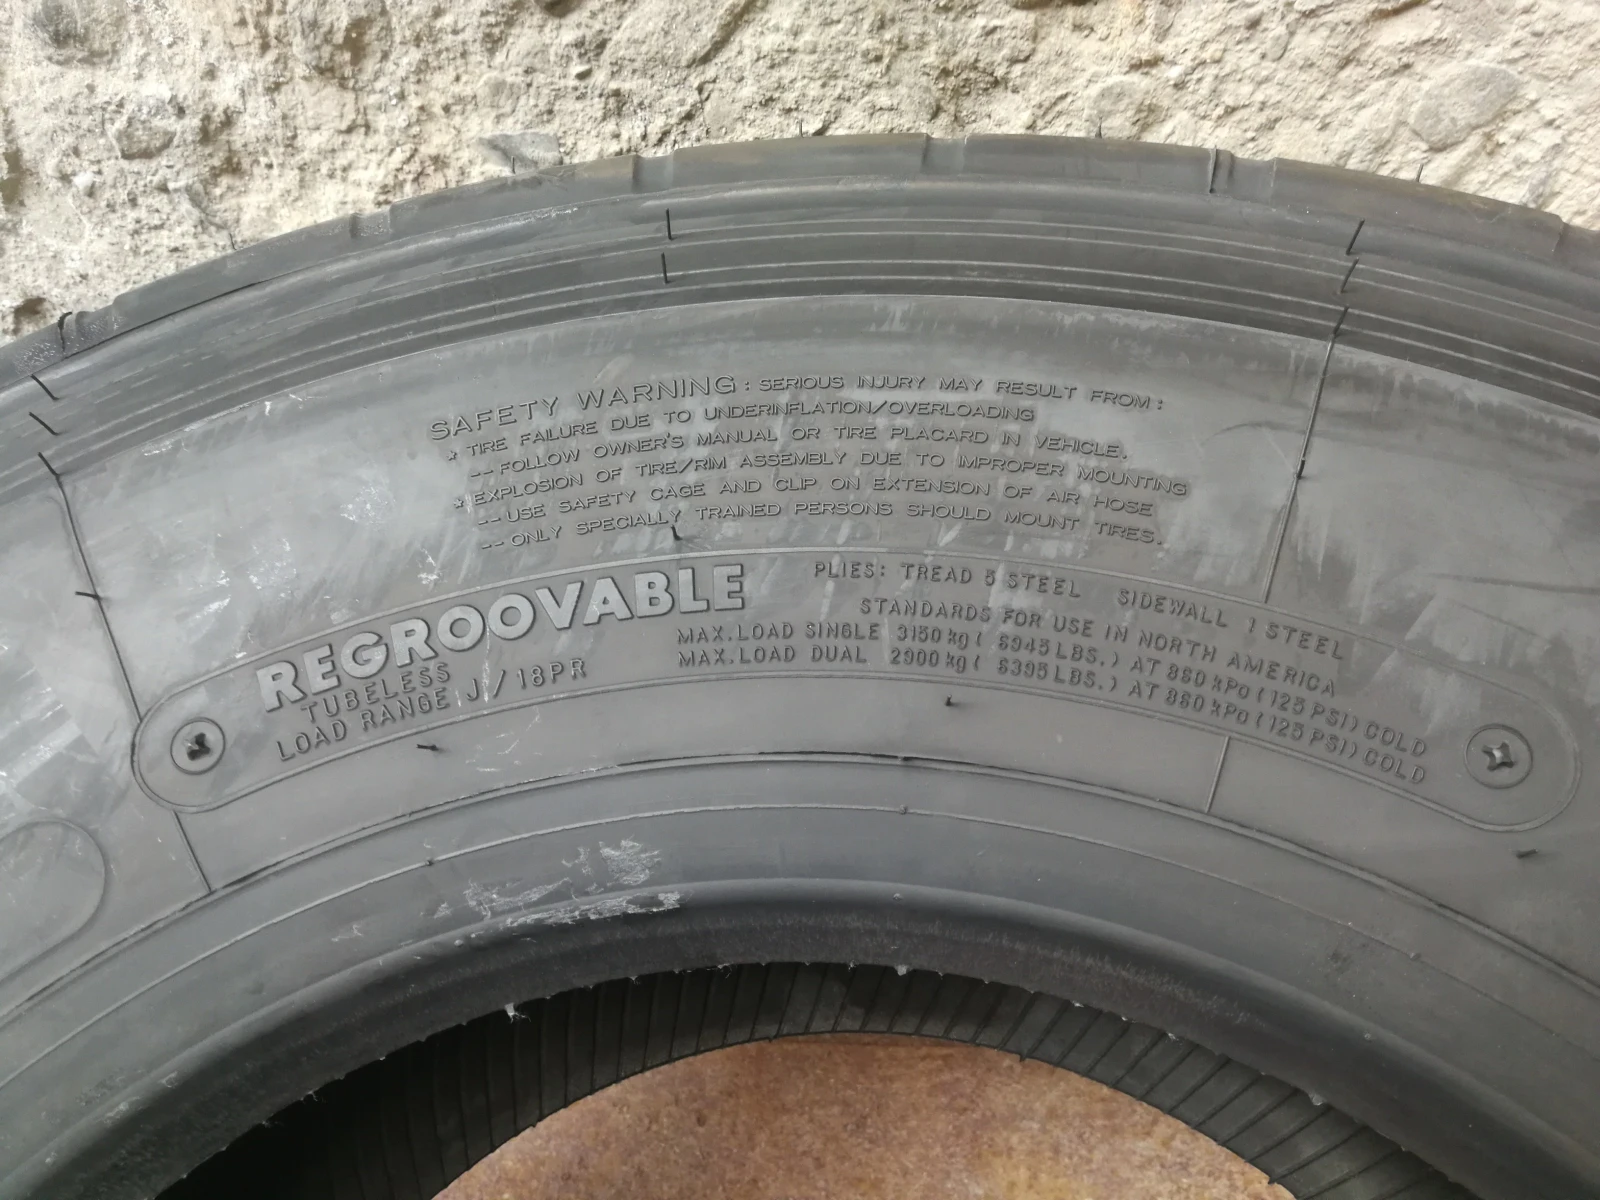 SAFETY WARNING : SERIOUS INJURY MAY RESULT FROM :
* TIRE FAILURE DUE TO UNDERINFLATION/OVERLOADING
-- FOLLOW OWNER'S MANUAL OR TIRE PLACARD IN VEHICLE.
* EXPLOSION OF TIRE/RIM ASSEMBLY DUE TO IMPROPER MOUNTING
-- USE SAFETY CAGE AND CLIP ON EXTENSION OF AIR HOSE
-- ONLY SPECIALLY TRAINED PERSONS SHOULD MOUNT TIRES.
REGROOVABLE
TUBELESS
LOAD RANGE J/18PR
PLIES: TREAD 5 STEEL SIDEWALL 1 STEEL
STANDARDS FOR USE IN NORTH AMERICA
MAX.LOAD SINGLE 3150 kg ( 6945 LBS.) AT 860 kPa (125 PSI) COLD
MAX.LOAD DUAL 2900 kg ( 6395 LBS.) AT 860 kPa (125 PSI) COLD